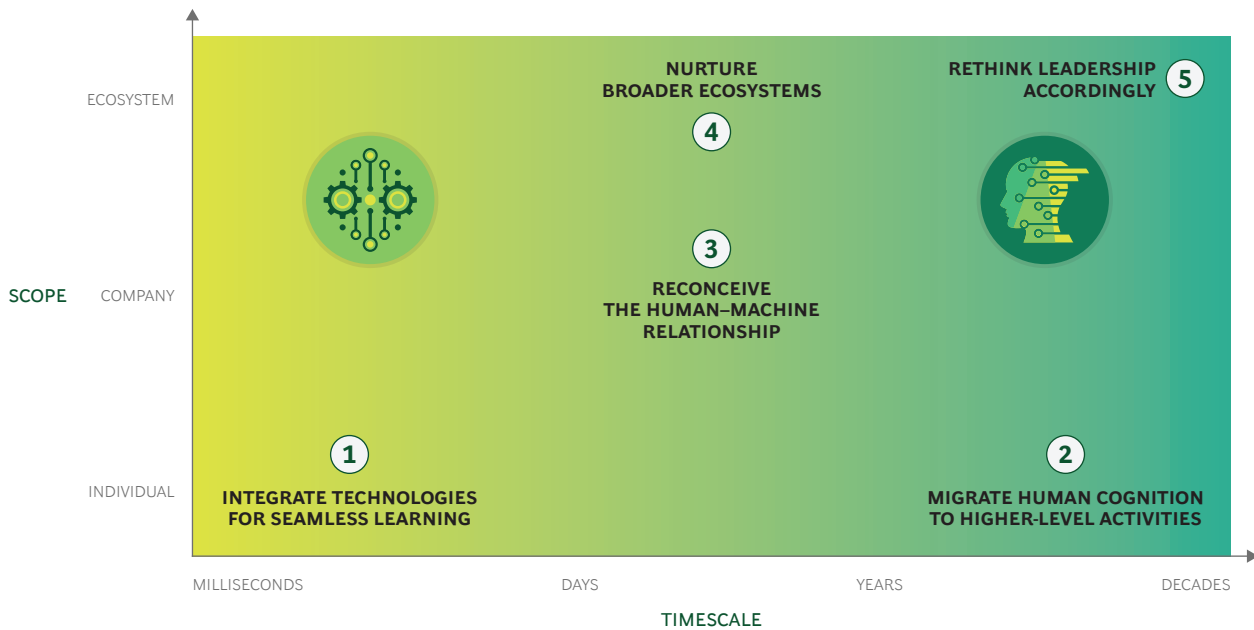 ECOSYSTEM
NURTURE
BROADER ECOSYSTEMS
4
RETHINK LEADERSHIP
ACCORDINGLY
5
SCOPE
COMPANY
3
RECONCEIVE
THE HUMAN–MACHINE
RELATIONSHIP
INDIVIDUAL
1
INTEGRATE TECHNOLOGIES
FOR SEAMLESS LEARNING
2
MIGRATE HUMAN COGNITION
TO HIGHER-LEVEL ACTIVITIES
MILLISECONDS
DAYS
YEARS
DECADES
TIMESCALE